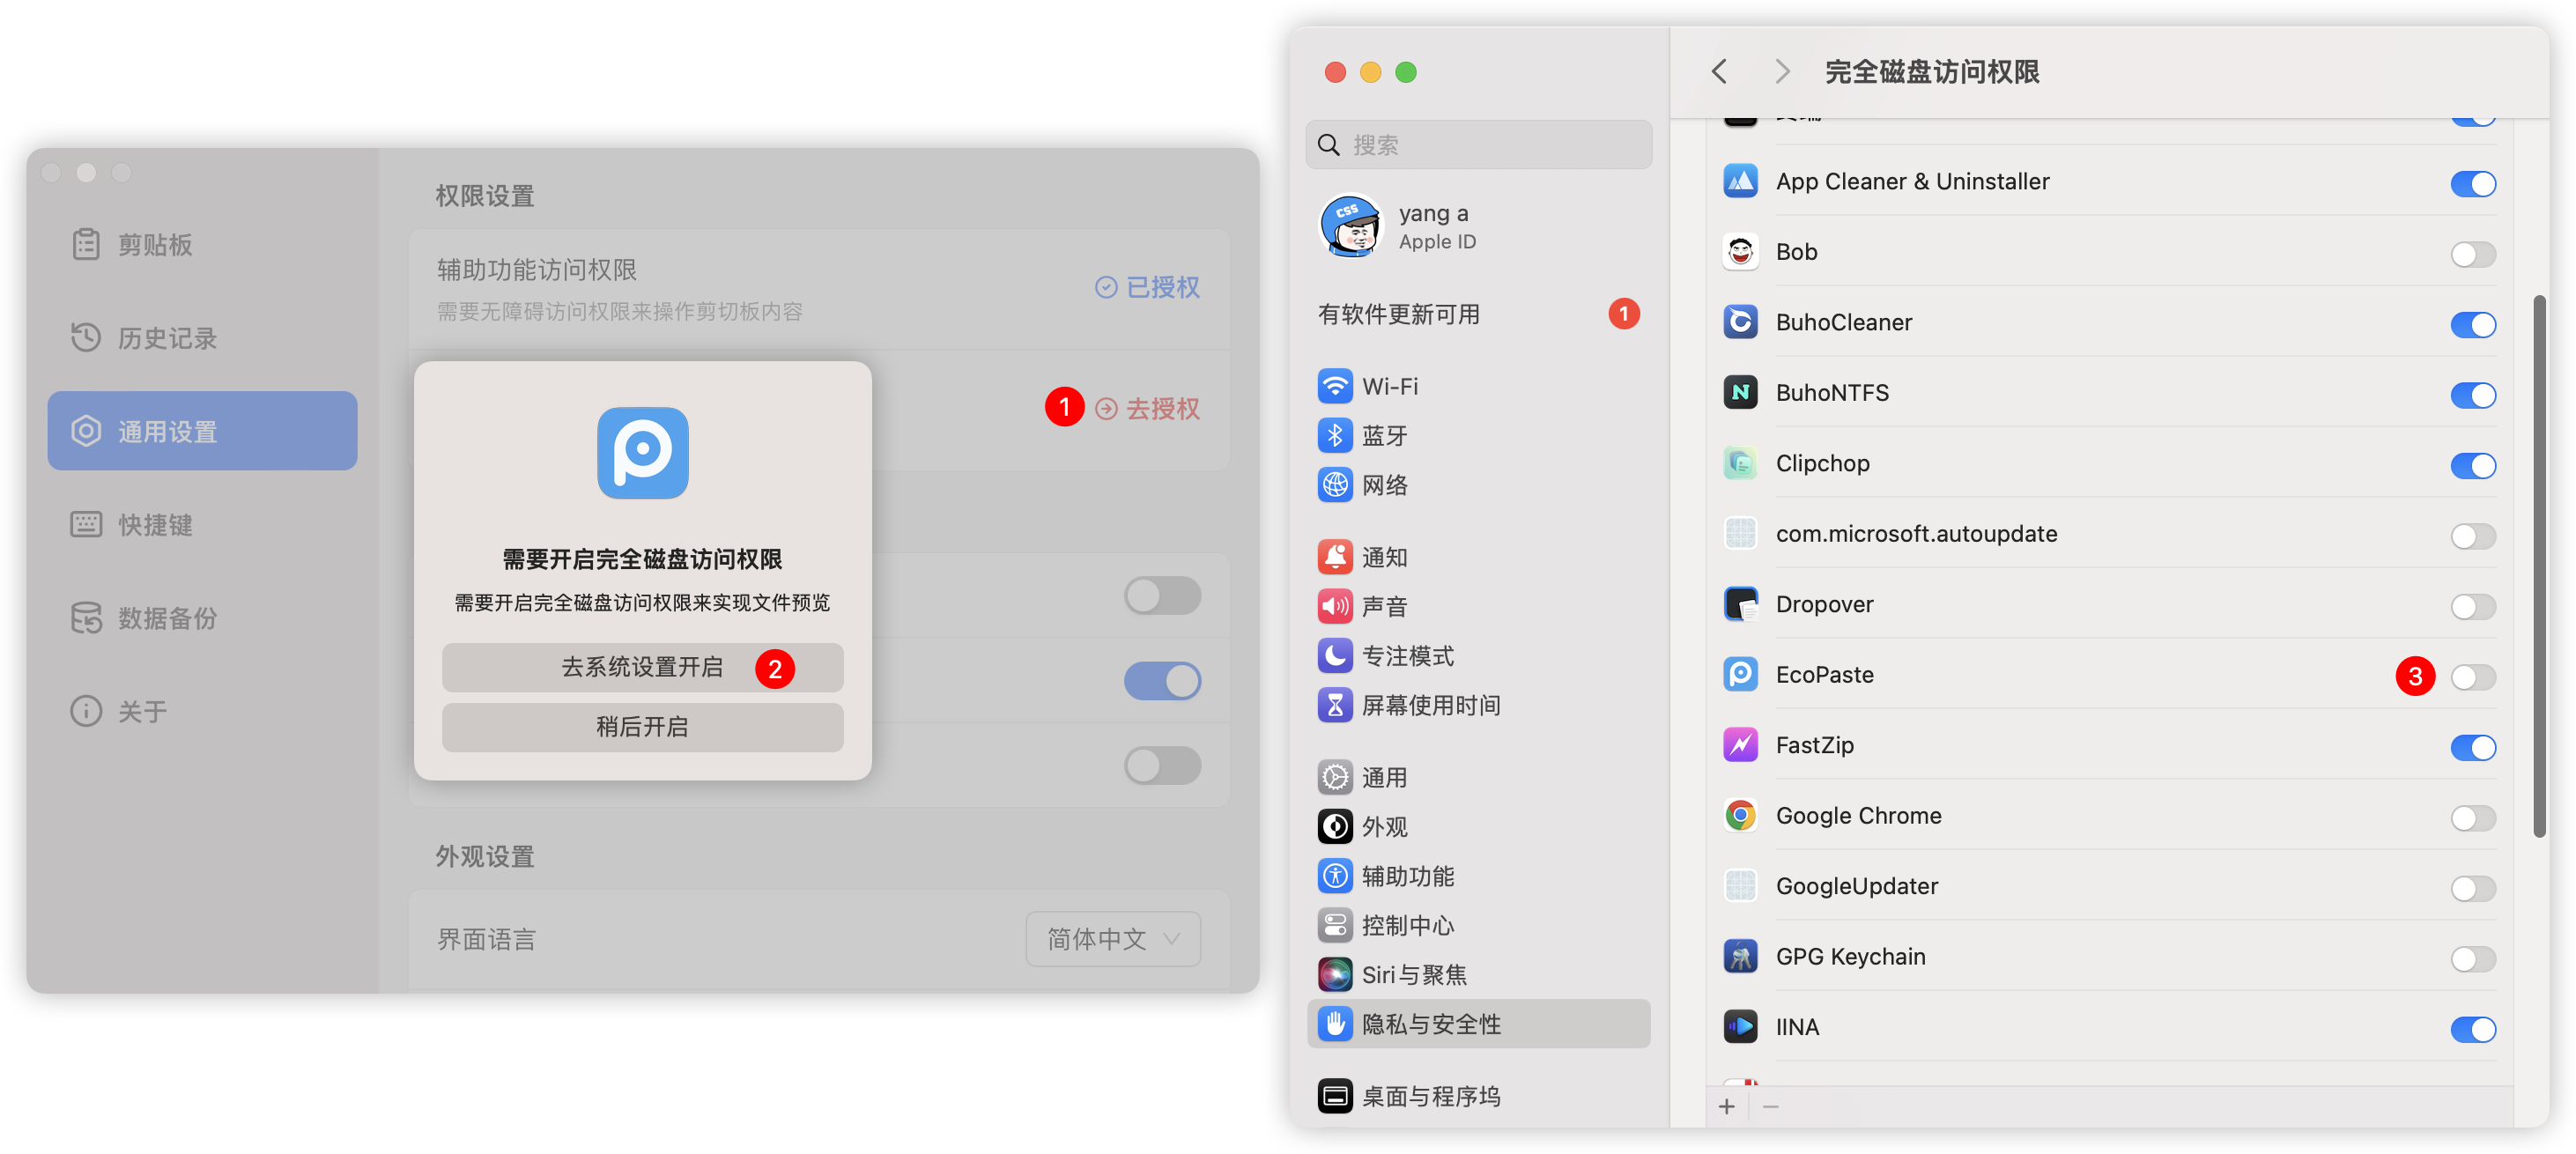 剪贴板
历史记录
通用设置
快捷键
数据备份
关于
权限设置
辅助功能访问权限
需要无障碍访问权限来操作剪切板内容
已授权
1
去授权
需要开启完全磁盘访问权限
需要开启完全磁盘访问权限来实现文件预览
去系统设置开启
2
稍后开启
外观设置
界面语言
简体中文
搜索
CSS
yang a
Apple ID
有软件更新可用
1
Wi-Fi
蓝牙
网络
通知
声音
专注模式
屏幕使用时间
通用
外观
辅助功能
控制中心
Siri与聚焦
隐私与安全性
桌面与程序坞
完全磁盘访问权限
App Cleaner & Uninstaller
Bob
BuhoCleaner
BuhoNTFS
Clipchop
com.microsoft.autoupdate
Dropover
EcoPaste
3
FastZip
Google Chrome
GoogleUpdater
GPG Keychain
IINA